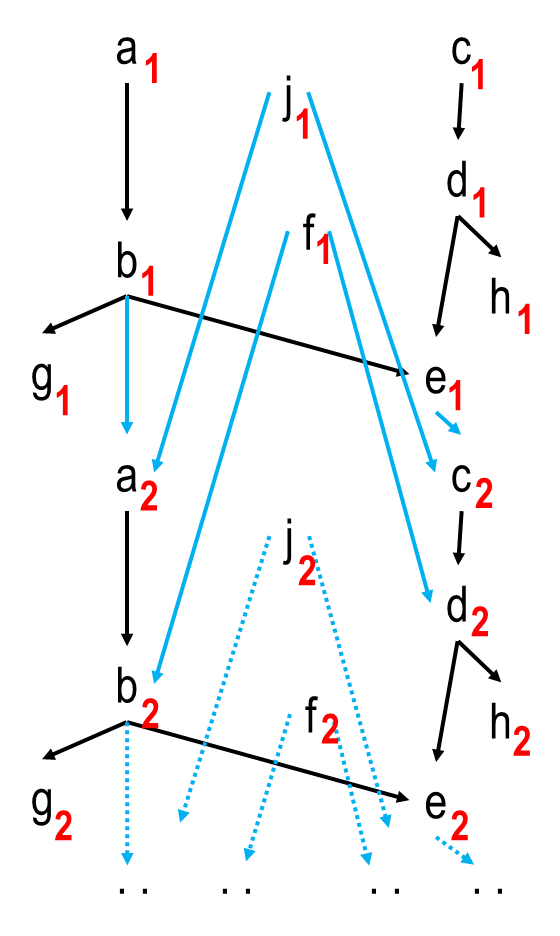 a1 c1
j1
d1
f1
b1
h1
g1 e1
a2 c2
j2
d2
b2
f2 h2
g2 e2
.. .. .. ..